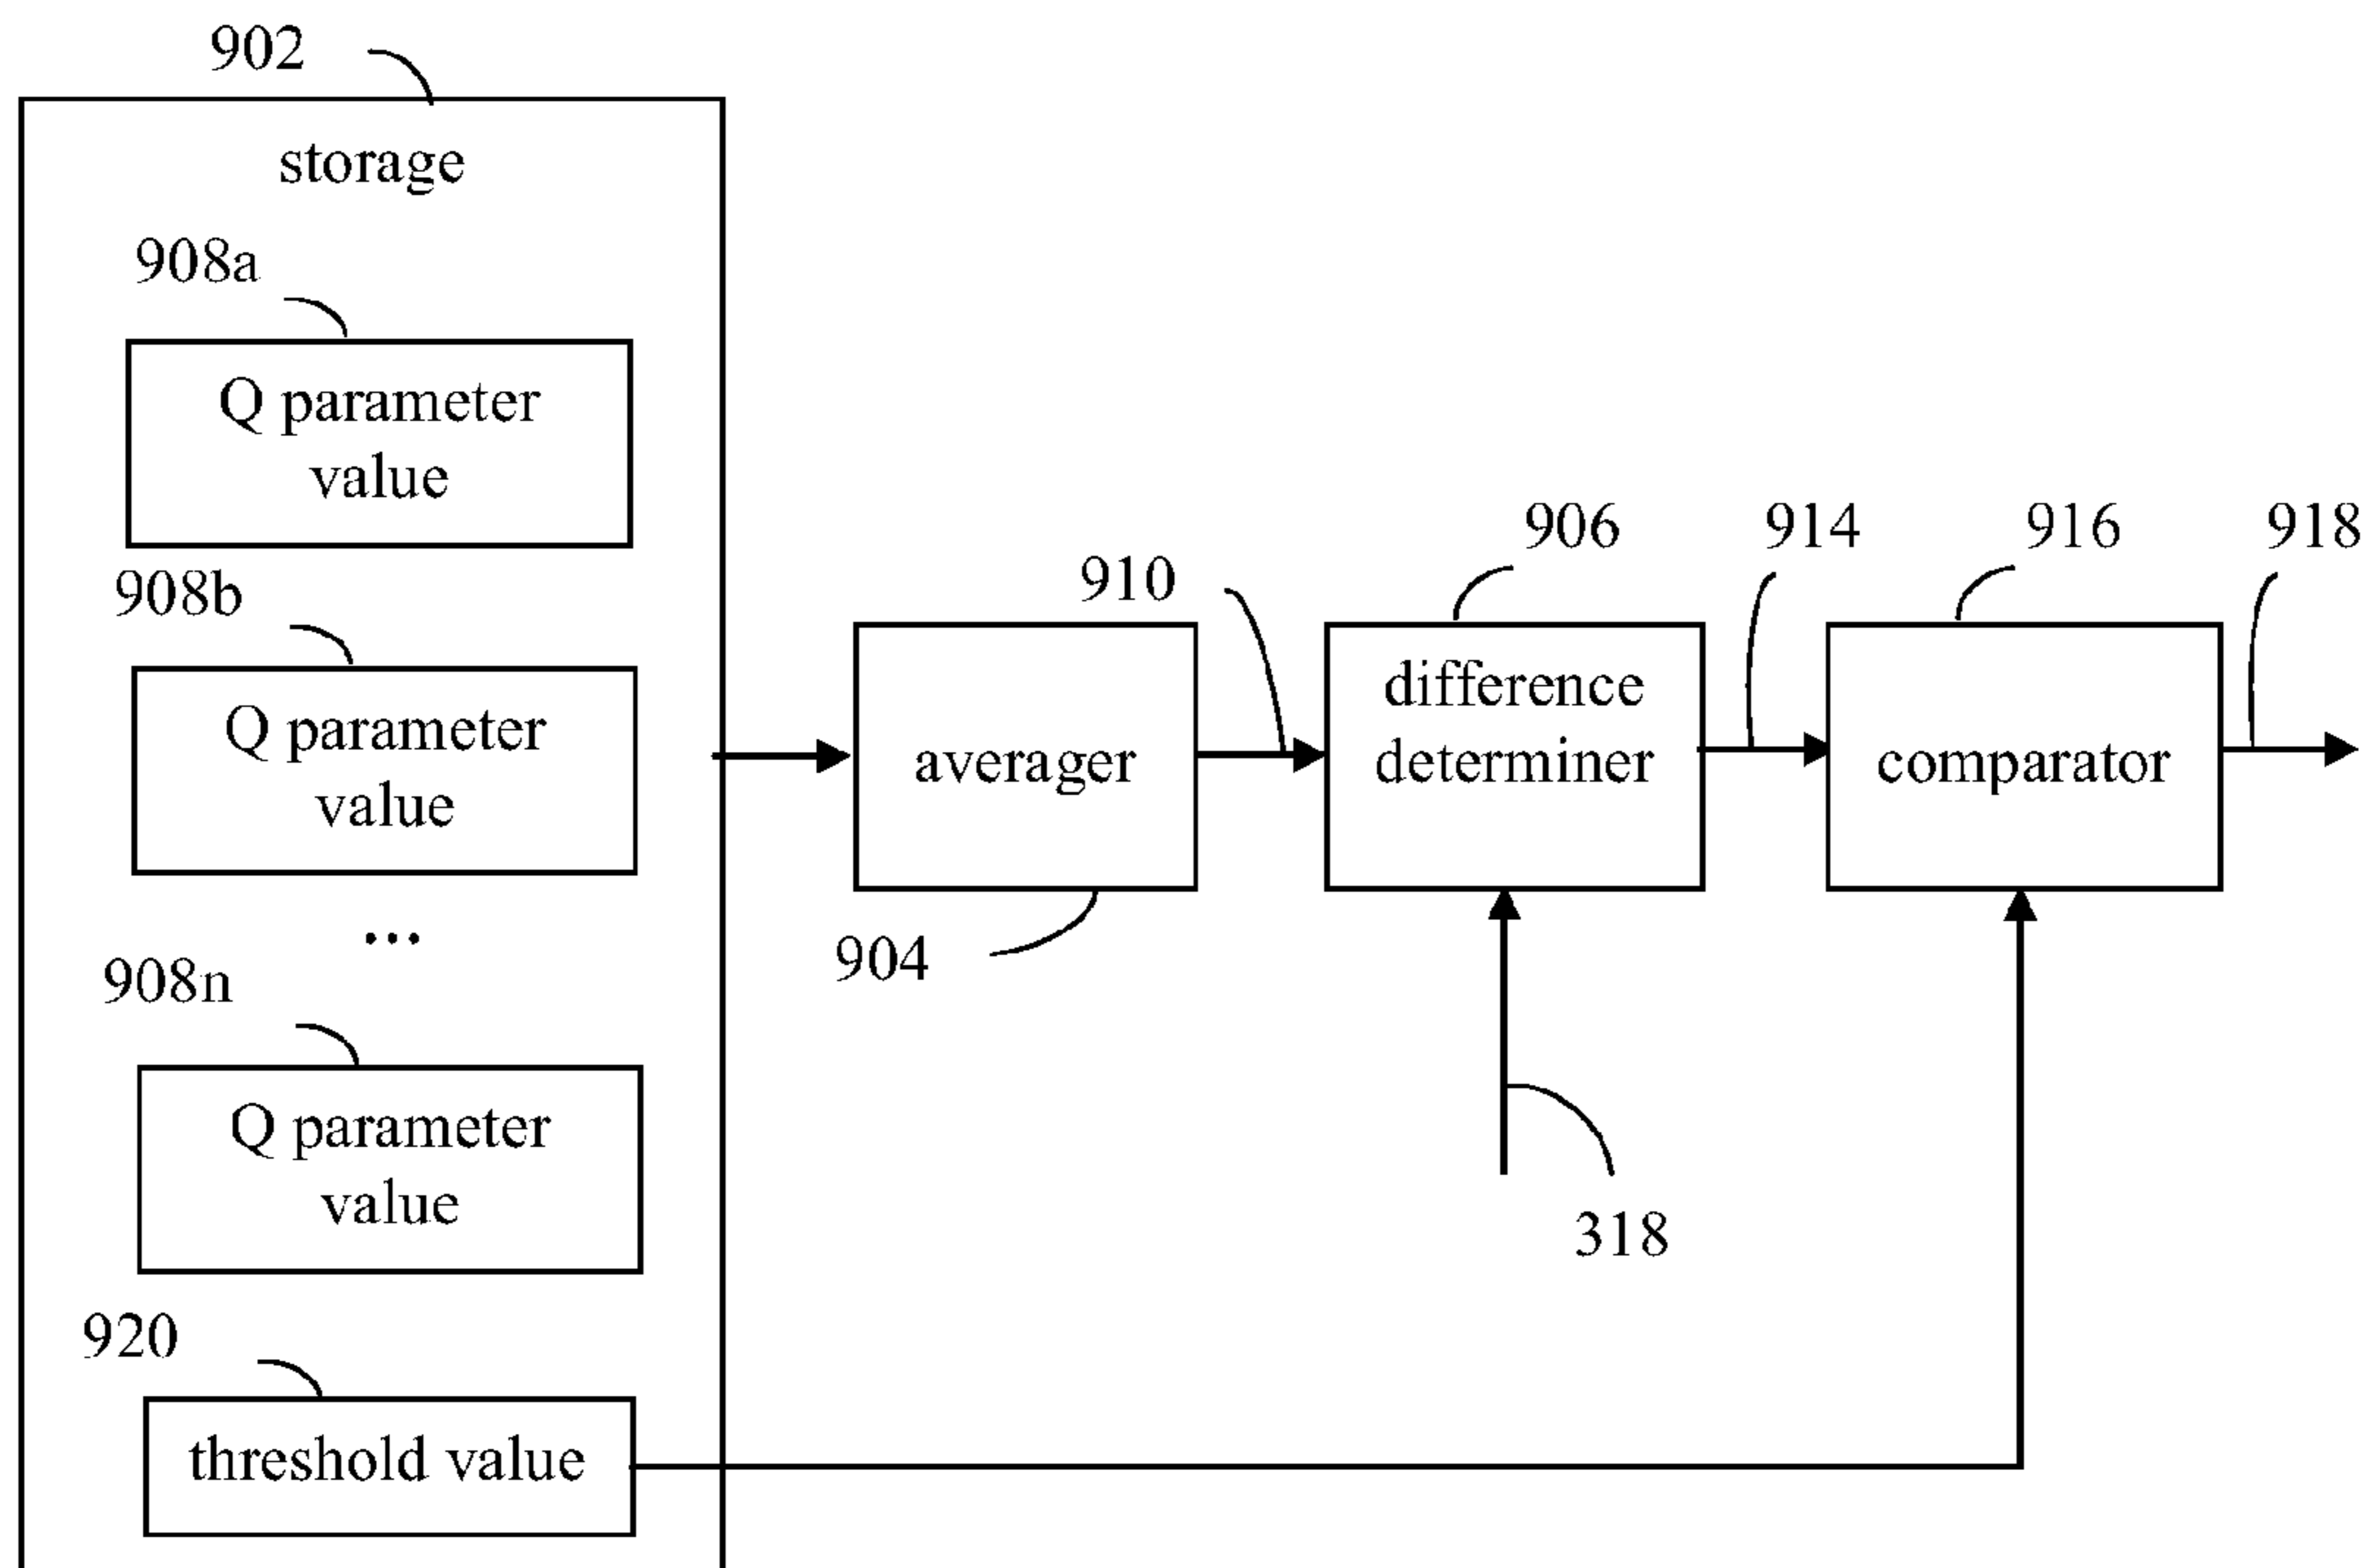 902
storage
908a
Q parameter
value
908b
Q parameter
value
...
908n
Q parameter
value
920
threshold value
910
averager
904
906
difference
determiner
318
914
916
comparator
918